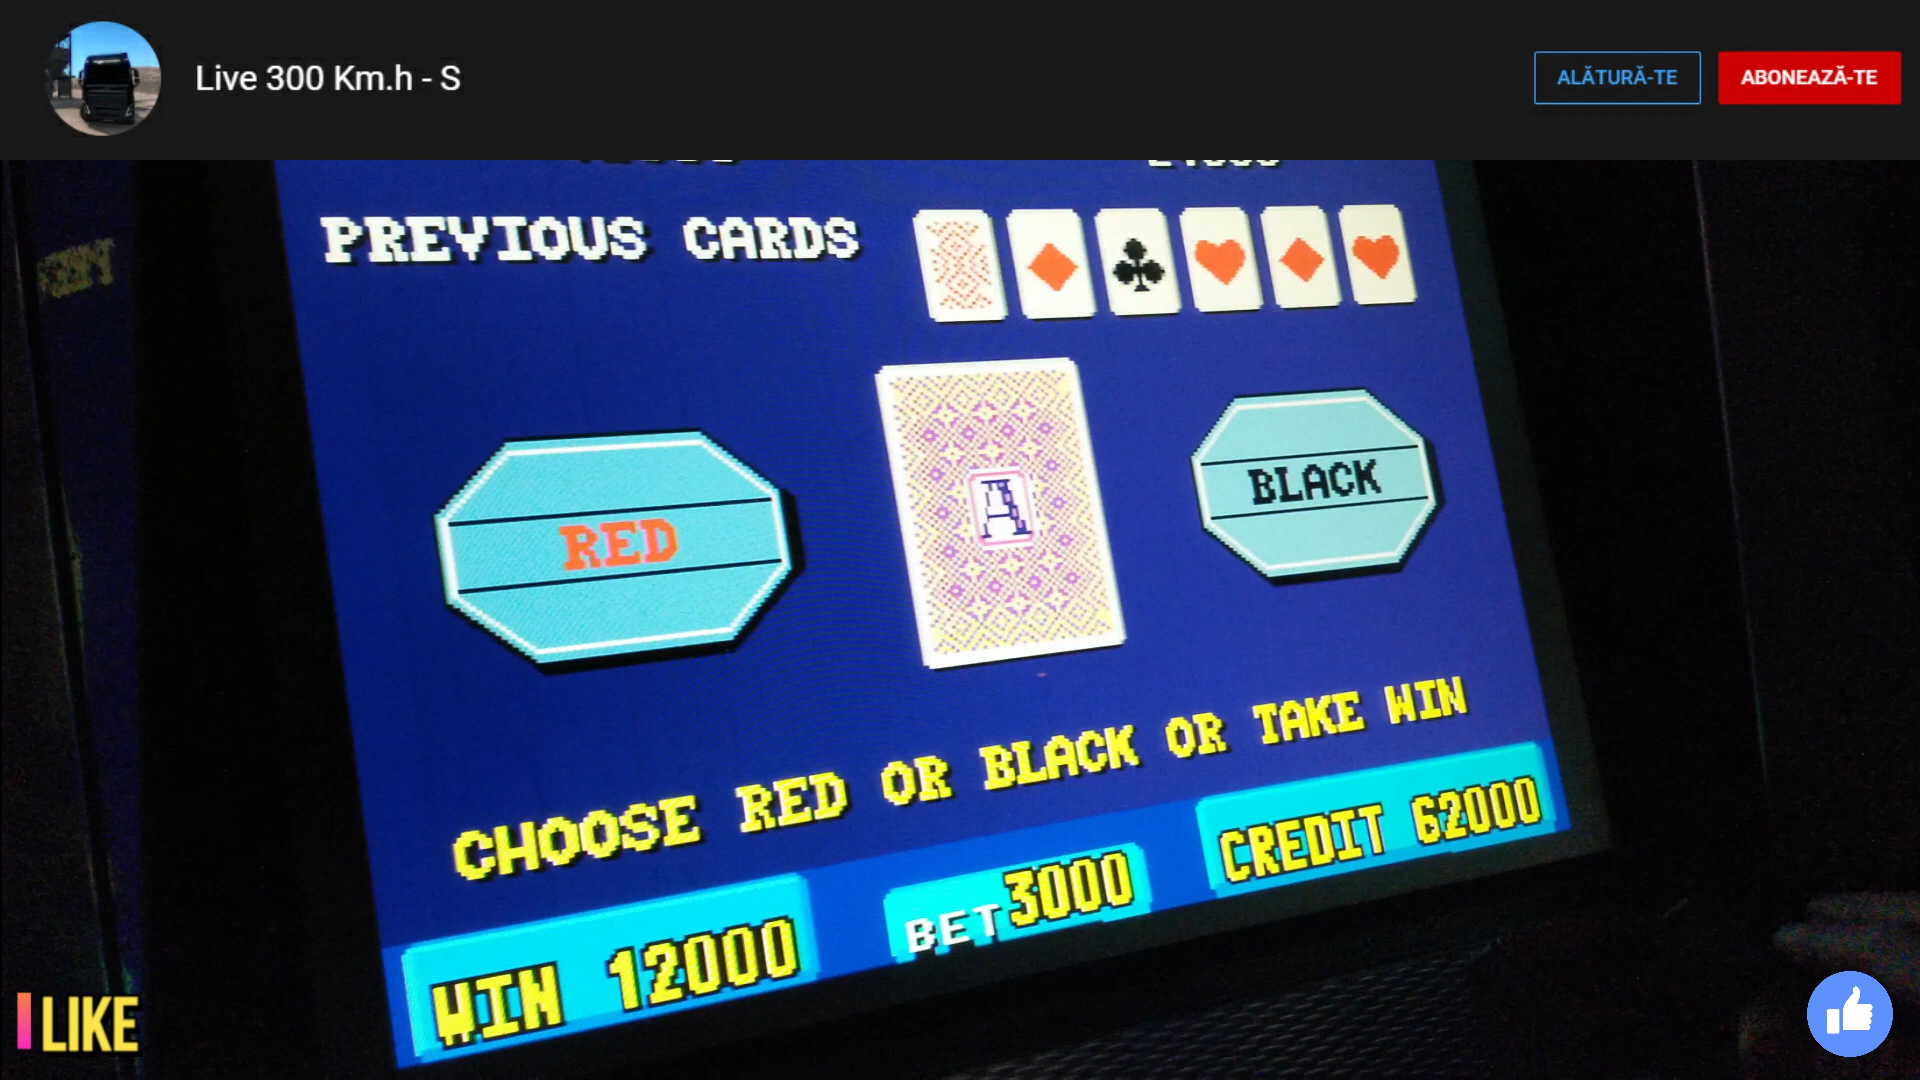 Live 300 Km.h - S
ALĂTURĂ-TE
ABONEAZĂ-TE
PREVIOUS CARDS
RED
A
BLACK
CHOOSE RED OR BLACK OR TAKE WIN
WIN 12000
BET 3000
CREDIT 62000
LIKE